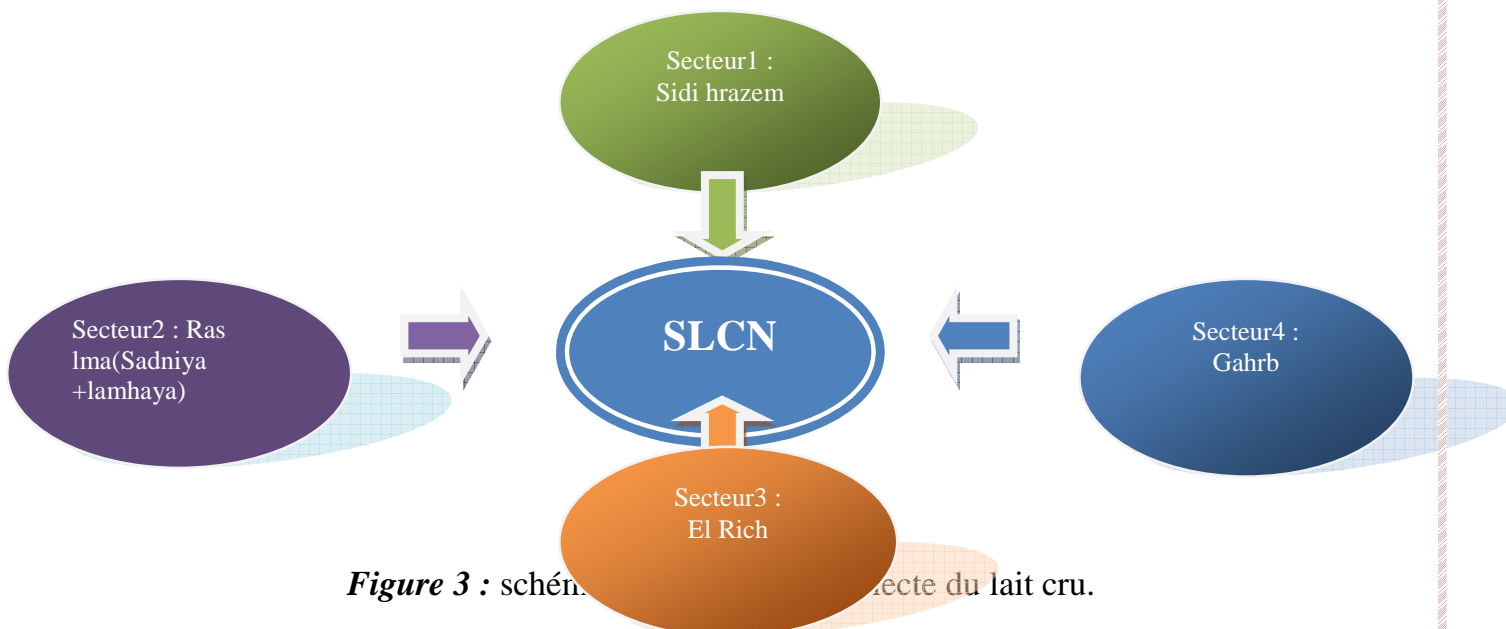 Secteur1 :
Sidi hrazem
SLCN
Secteur2 : Ras
lma(Sadniya
+lamhaya)
Secteur4 :
Gahrb
Secteur3 :
El Rich
Figure 3 : du lait cru.